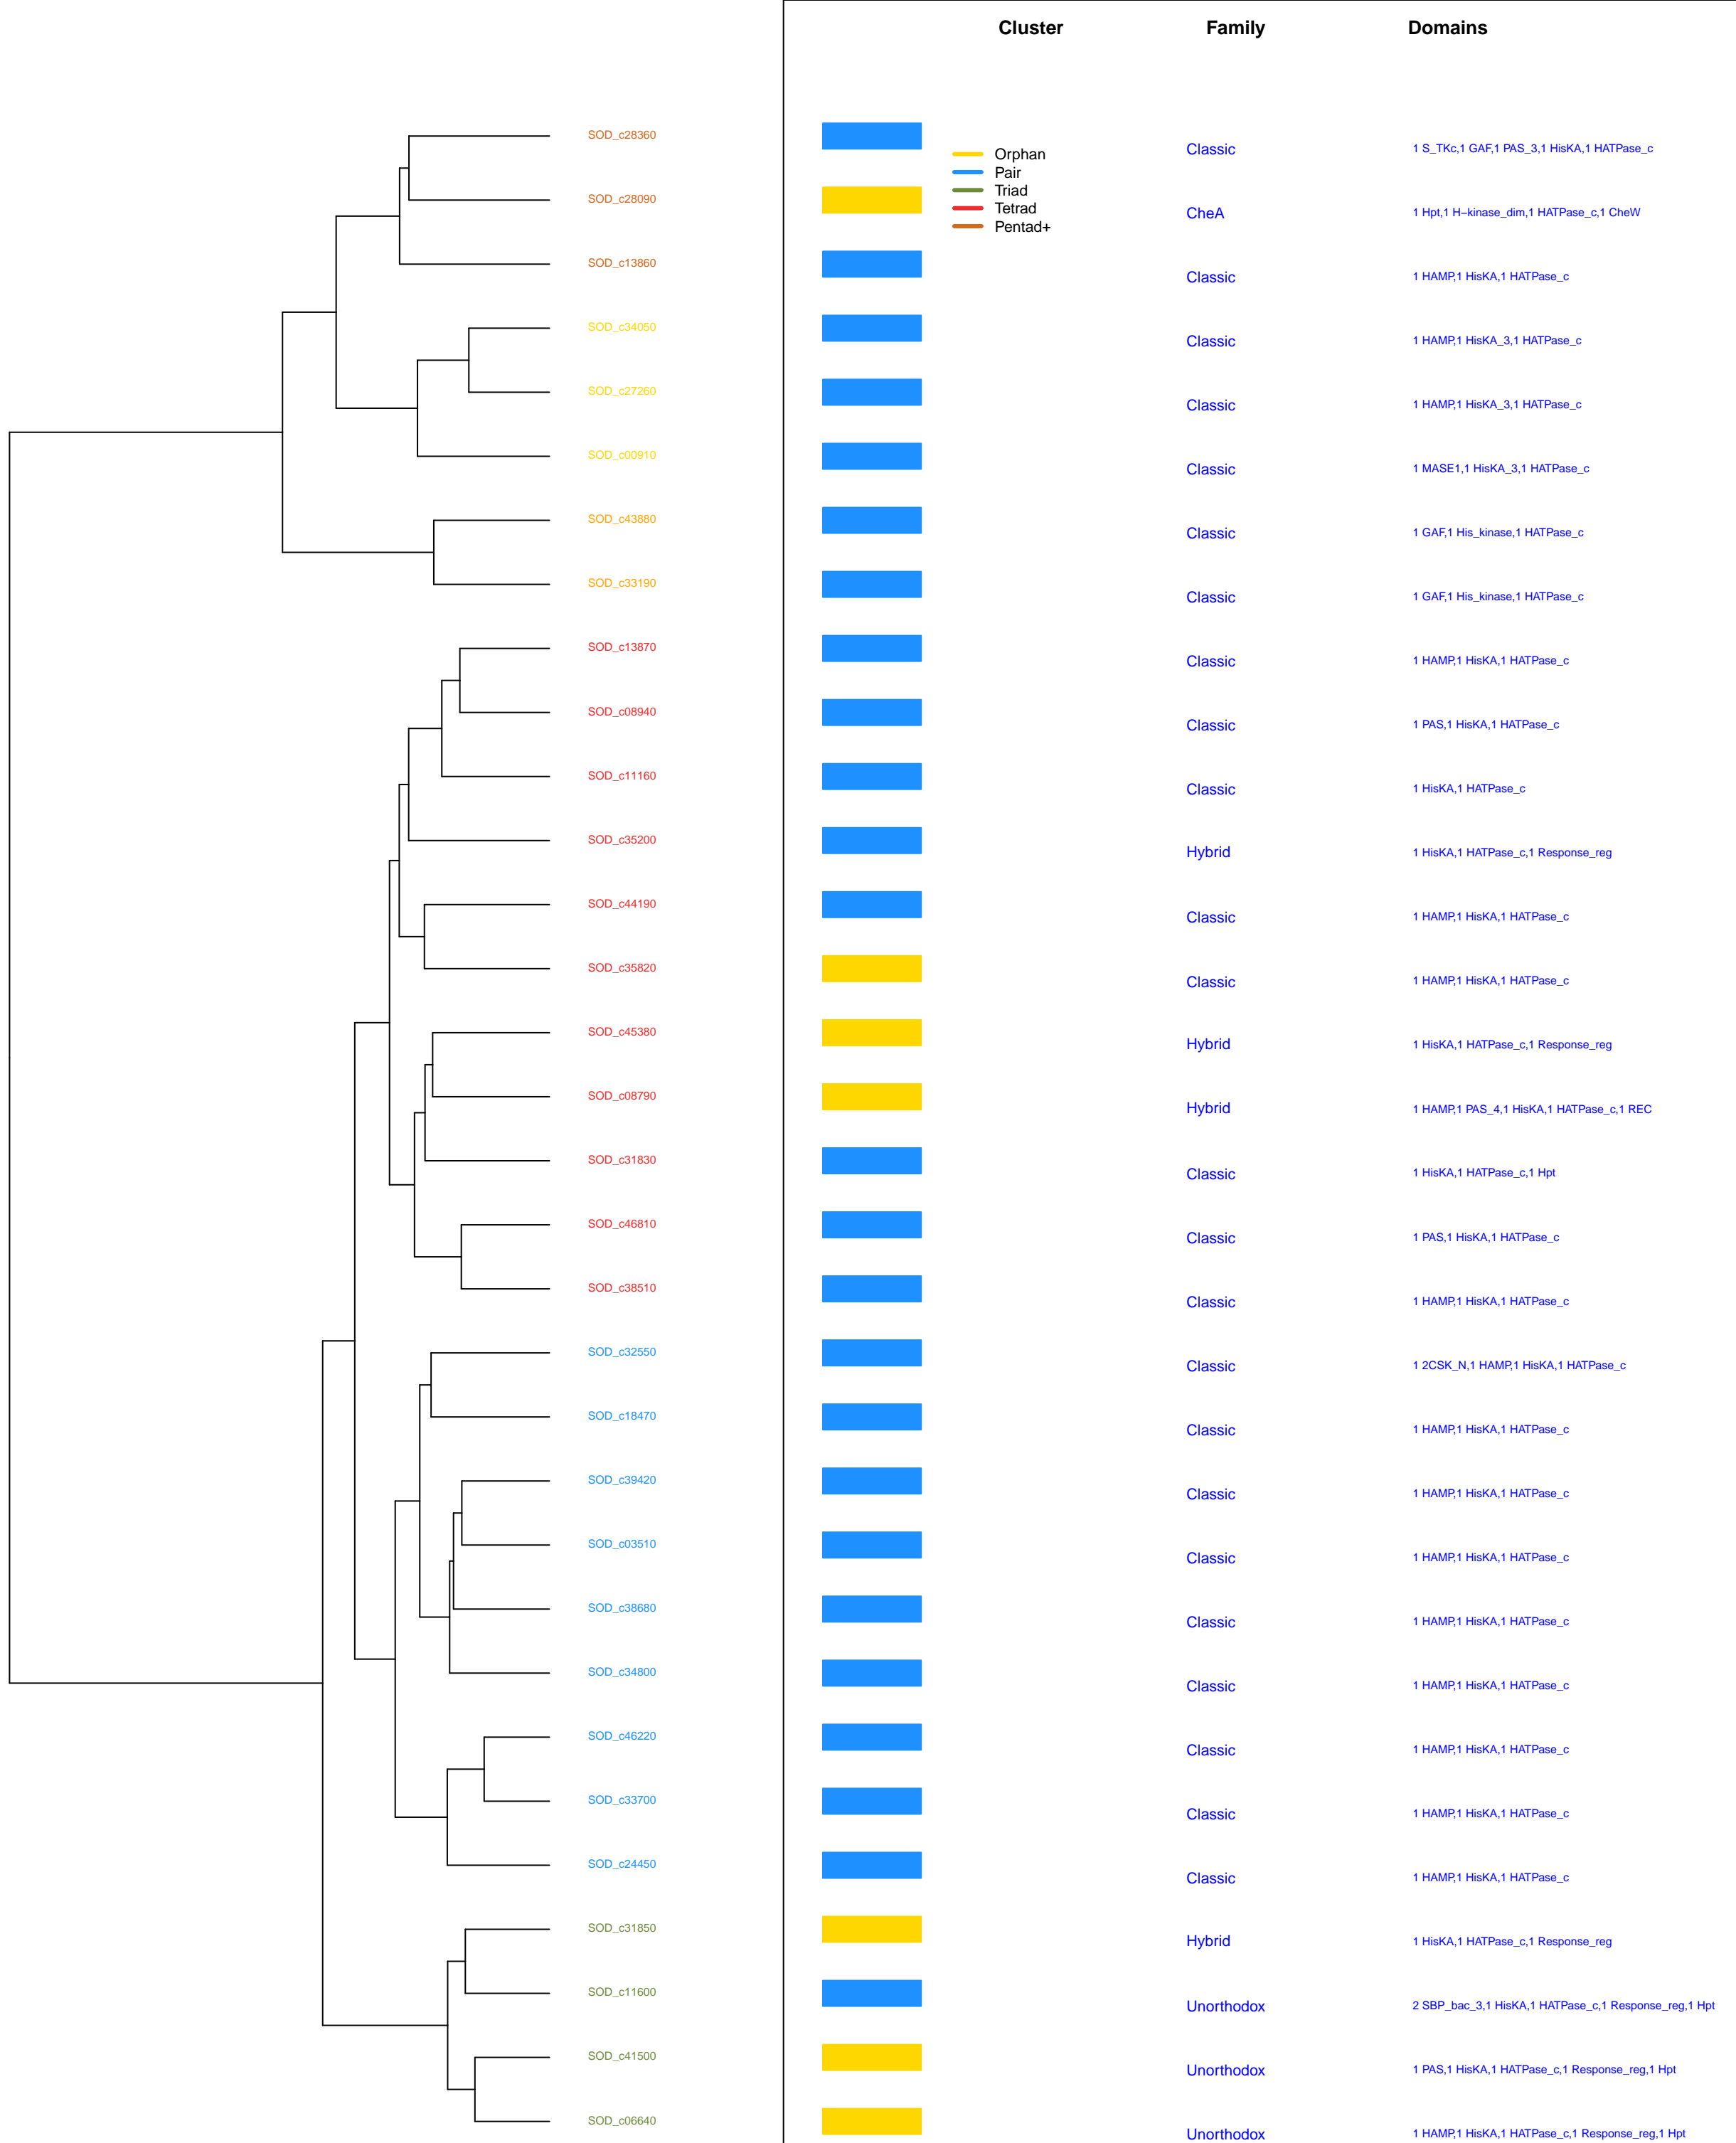 Cluster Family Domains
SOD_c28360 Classic 1 S_TKc,1 GAF,1 PAS_3,1 HisKA,1 HATPase_c
Orphan
Pair
Triad
Tetrad
Pentad+
SOD_c28090 CheA 1 Hpt,1 H−kinase_dim,1 HATPase_c,1 CheW
SOD_c13860 Classic 1 HAMP,1 HisKA,1 HATPase_c
SOD_c34050 Classic 1 HAMP,1 HisKA_3,1 HATPase_c
SOD_c27260 Classic 1 HAMP,1 HisKA_3,1 HATPase_c
SOD_c00910 Classic 1 MASE1,1 HisKA_3,1 HATPase_c
SOD_c43880 Classic 1 GAF,1 His_kinase,1 HATPase_c
SOD_c33190 Classic 1 GAF,1 His_kinase,1 HATPase_c
SOD_c13870 Classic 1 HAMP,1 HisKA,1 HATPase_c
SOD_c08940 Classic 1 PAS,1 HisKA,1 HATPase_c
SOD_c11160 Classic 1 HisKA,1 HATPase_c
SOD_c35200 Hybrid 1 HisKA,1 HATPase_c,1 Response_reg
SOD_c44190 Classic 1 HAMP,1 HisKA,1 HATPase_c
SOD_c35820 Classic 1 HAMP,1 HisKA,1 HATPase_c
SOD_c45380 Hybrid 1 HisKA,1 HATPase_c,1 Response_reg
SOD_c08790 Hybrid 1 HAMP,1 PAS_4,1 HisKA,1 HATPase_c,1 REC
SOD_c31830 Classic 1 HisKA,1 HATPase_c,1 Hpt
SOD_c46810 Classic 1 PAS,1 HisKA,1 HATPase_c
SOD_c38510 Classic 1 HAMP,1 HisKA,1 HATPase_c
SOD_c32550 Classic 1 2CSK_N,1 HAMP,1 HisKA,1 HATPase_c
SOD_c18470 Classic 1 HAMP,1 HisKA,1 HATPase_c
SOD_c39420 Classic 1 HAMP,1 HisKA,1 HATPase_c
SOD_c03510 Classic 1 HAMP,1 HisKA,1 HATPase_c
SOD_c38680 Classic 1 HAMP,1 HisKA,1 HATPase_c
SOD_c34800 Classic 1 HAMP,1 HisKA,1 HATPase_c
SOD_c46220 Classic 1 HAMP,1 HisKA,1 HATPase_c
SOD_c33700 Classic 1 HAMP,1 HisKA,1 HATPase_c
SOD_c24450 Classic 1 HAMP,1 HisKA,1 HATPase_c
SOD_c31850 Hybrid 1 HisKA,1 HATPase_c,1 Response_reg
SOD_c11600 Unorthodox 2 SBP_bac_3,1 HisKA,1 HATPase_c,1 Response_reg,1 Hpt
SOD_c41500 Unorthodox 1 PAS,1 HisKA,1 HATPase_c,1 Response_reg,1 Hpt
SOD_c06640 Unorthodox 1 HAMP,1 HisKA,1 HATPase_c,1 Response_reg,1 Hpt